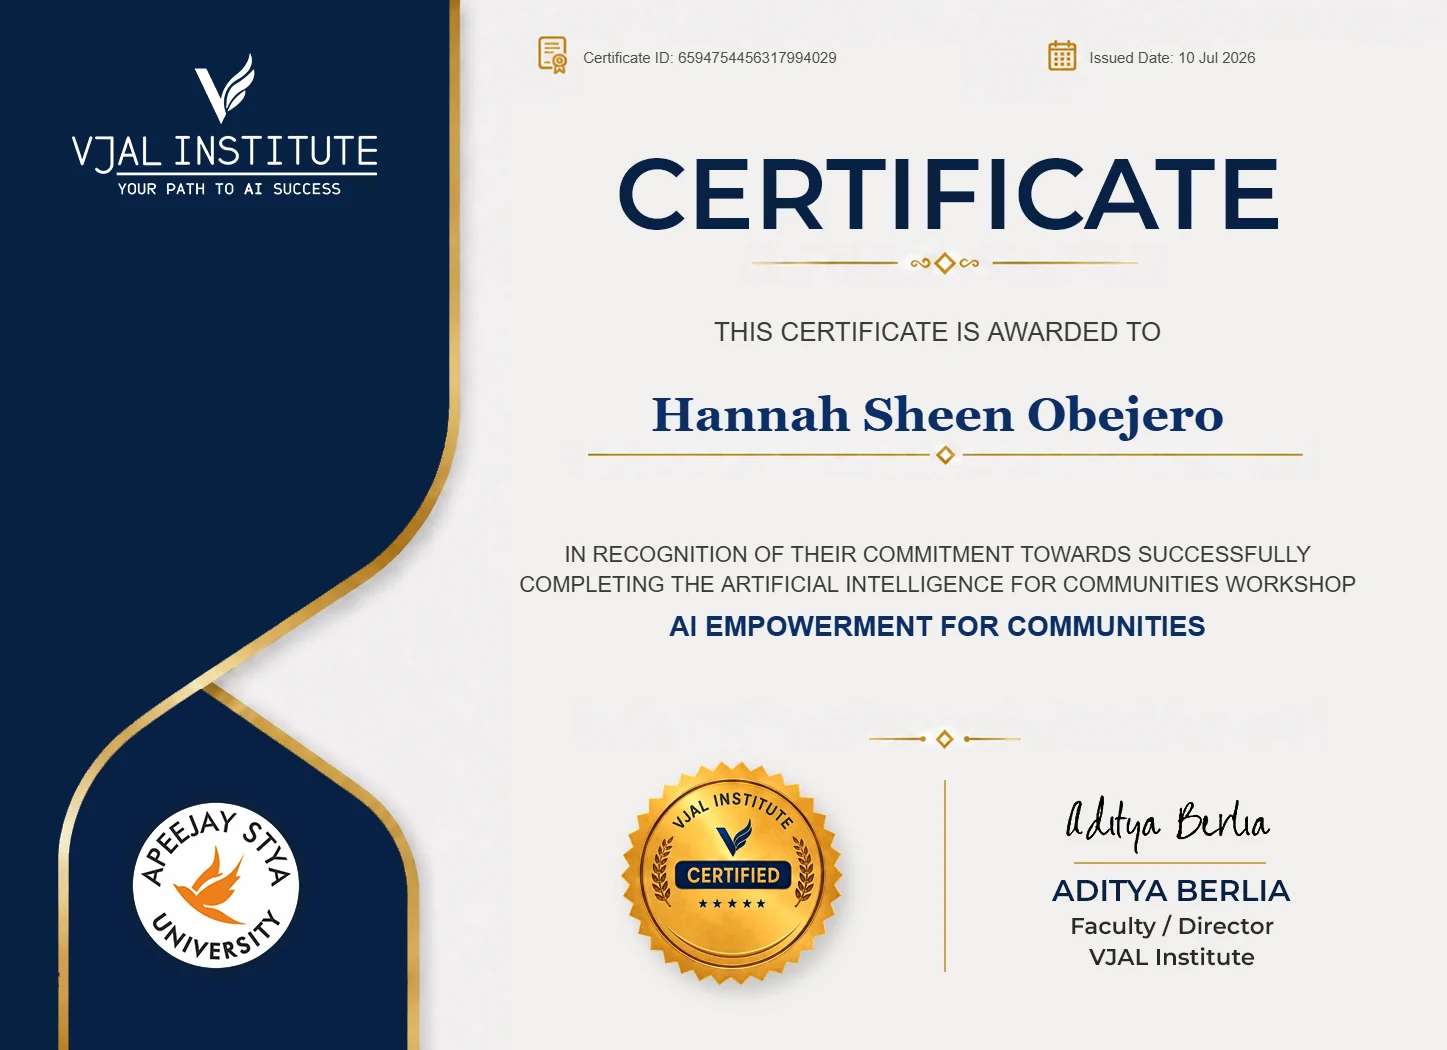 VJAL INSTITUTE
YOUR PATH TO AI SUCCESS
Certificate ID: 6594754456317994029
Issued Date: 10 Jul 2026
CERTIFICATE
THIS CERTIFICATE IS AWARDED TO
Hannah Sheen Obejero
IN RECOGNITION OF THEIR COMMITMENT TOWARDS SUCCESSFULLY
COMPLETING THE ARTIFICIAL INTELLIGENCE FOR COMMUNITIES WORKSHOP
AI EMPOWERMENT FOR COMMUNITIES
APEEJAY STYA
UNIVERSITY
VJAL INSTITUTE
CERTIFIED
Aditya Berlia
ADITYA BERLIA
Faculty / Director
VJAL Institute